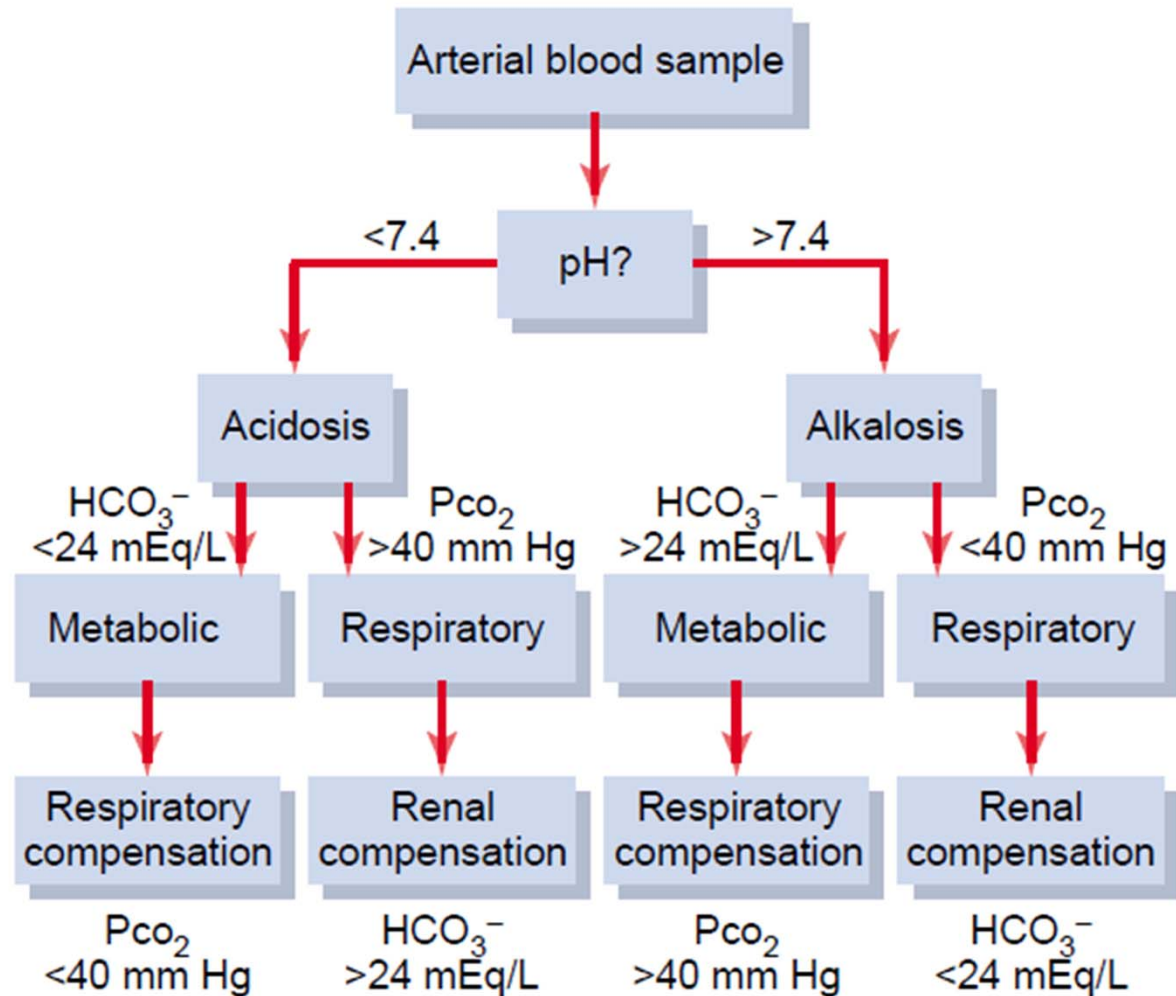 Arterial blood sample
<7.4
pH?
>7.4
Acidosis
Alkalosis
HCO₃⁻
<24 mEq/L
Pco₂
>40 mm Hg
HCO₃⁻
>24 mEq/L
Pco₂
<40 mm Hg
Metabolic
Respiratory
Metabolic
Respiratory
Respiratory
compensation
Renal
compensation
Respiratory
compensation
Renal
compensation
Pco₂
<40 mm Hg
HCO₃⁻
>24 mEq/L
Pco₂
>40 mm Hg
HCO₃⁻
<24 mEq/L